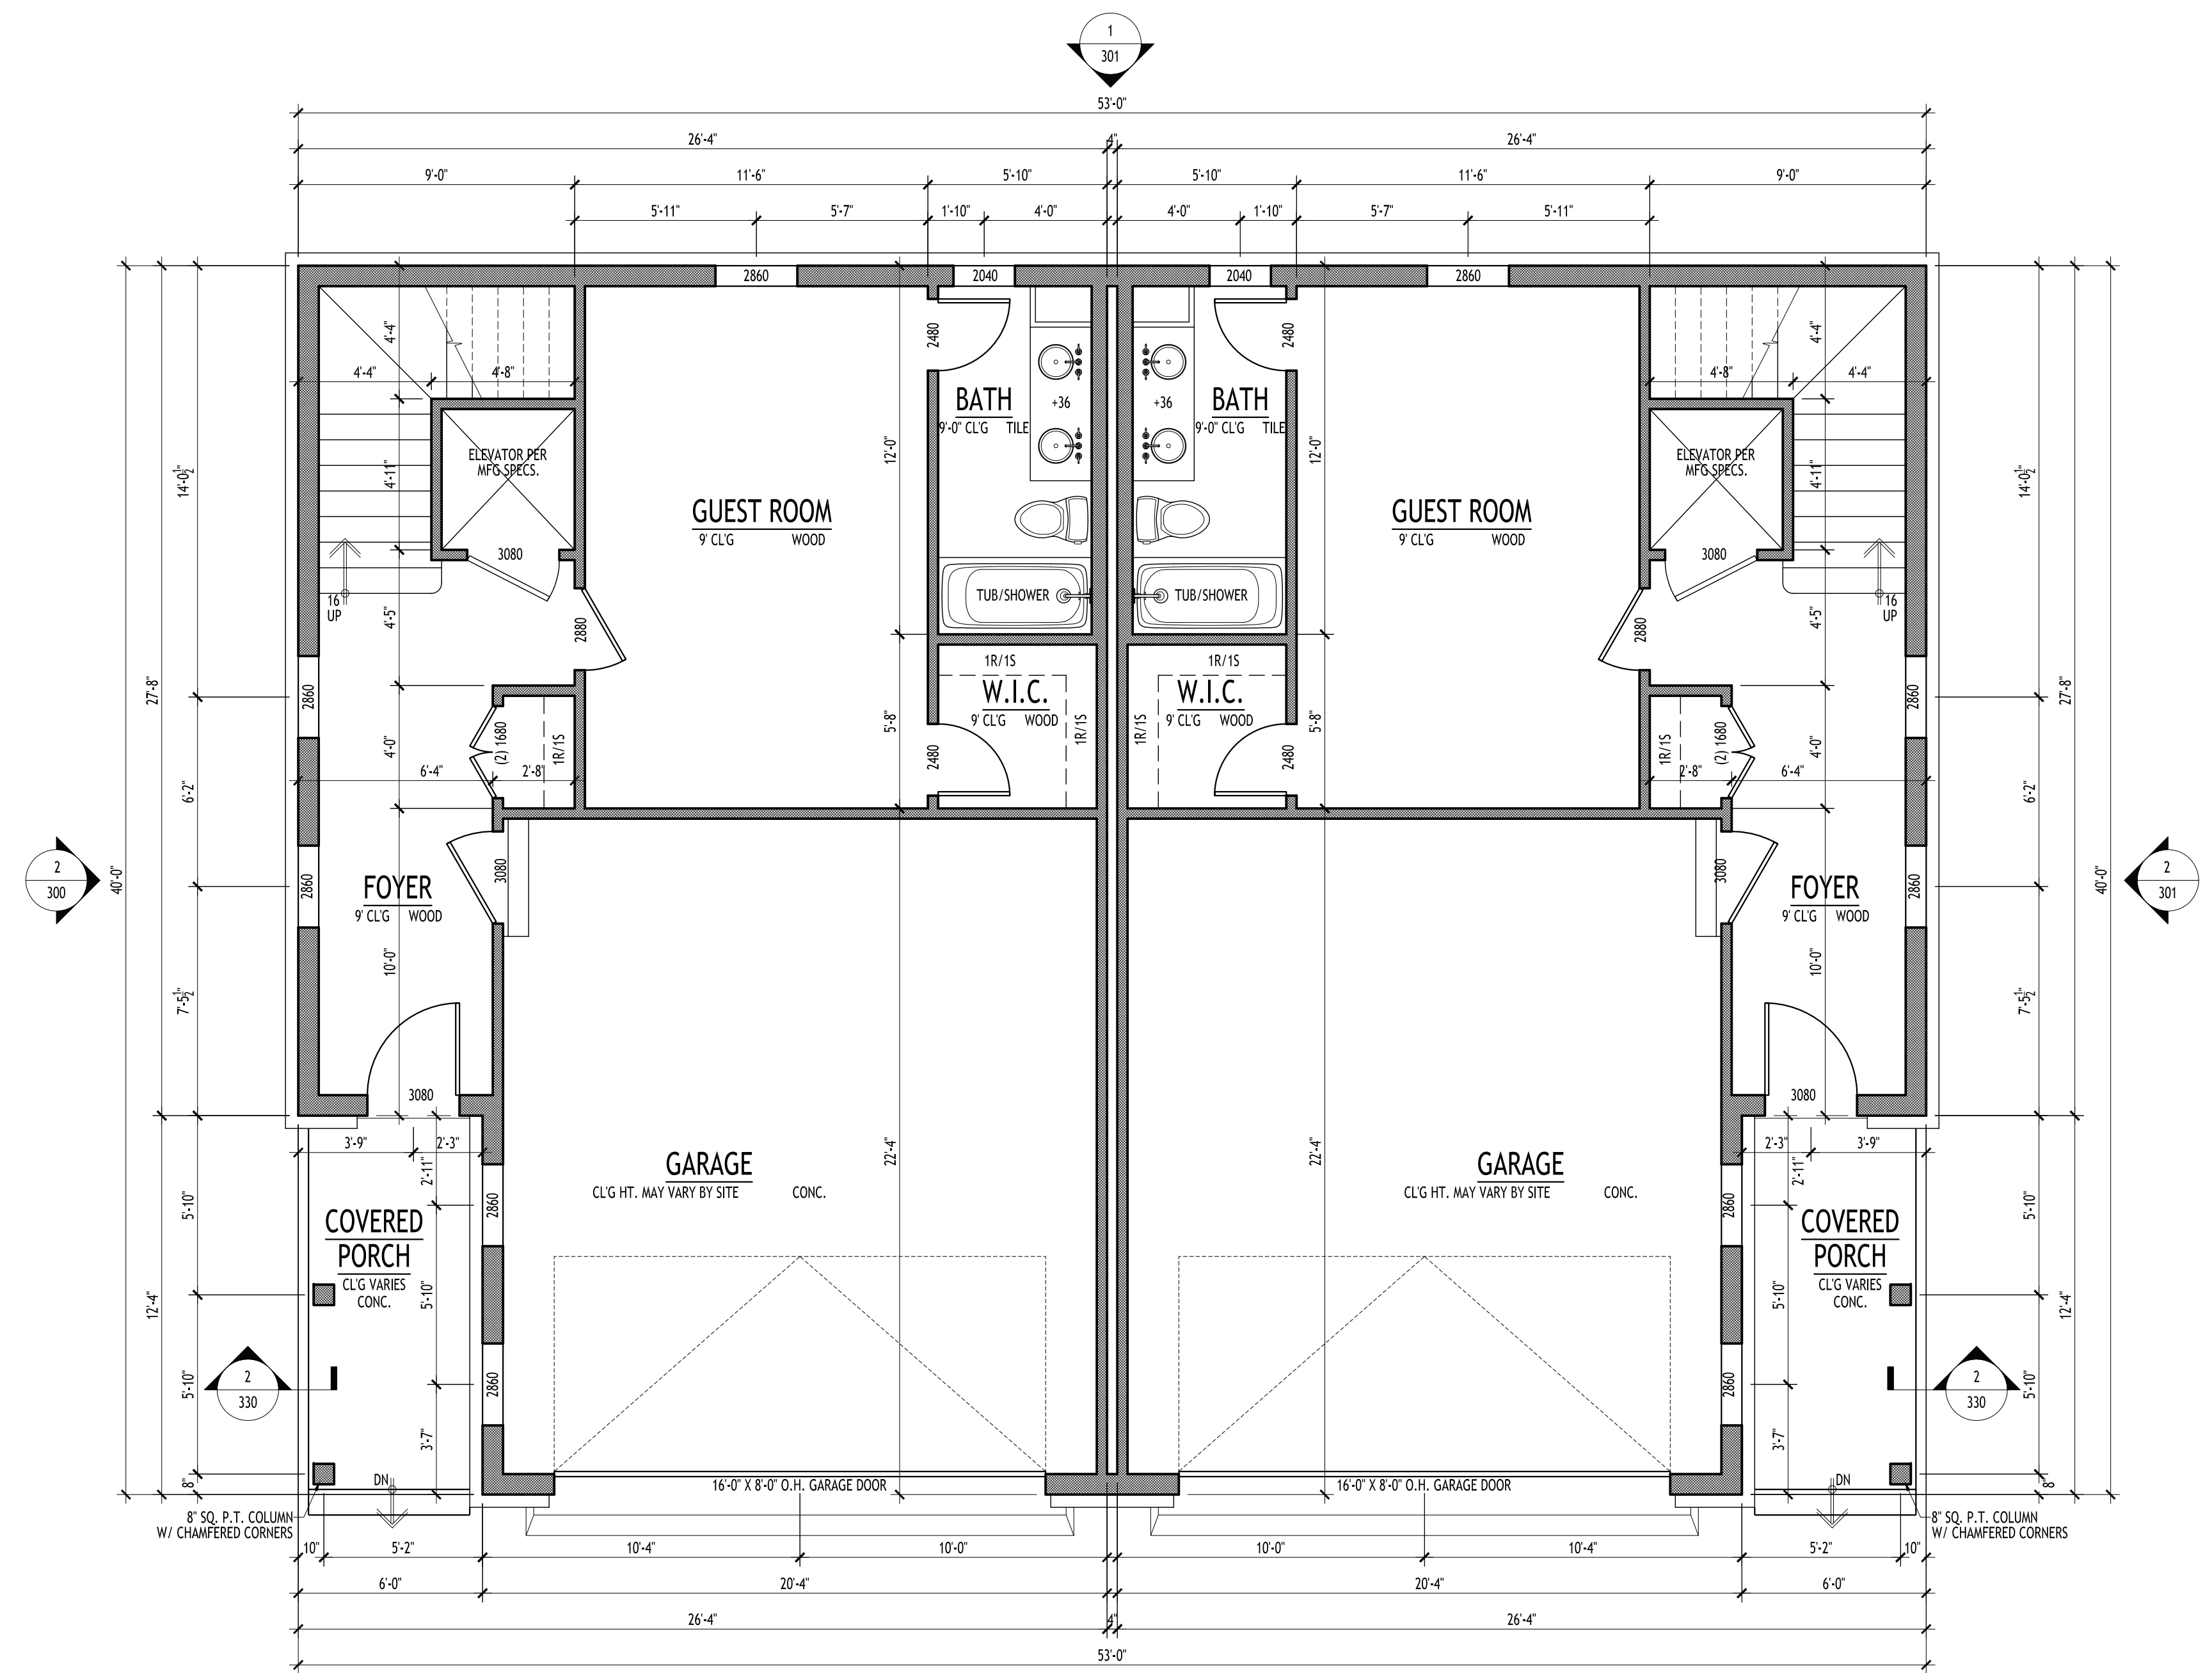 1
301
53'-0"
26'-4" 4" 26'-4"
9'-0" 11'-6" 5'-10" 5'-10" 11'-6" 9'-0"
5'-11" 5'-7" 1'-10" 4'-0" 4'-0" 1'-10" 5'-7" 5'-11"
2860 2040 2040 2860
4'-4" 2480 2480 4'-4"
4'-4" 4'-8" 4'-8" 4'-4"
BATH +36 +36 BATH
9'-0" CL'G TILE 9'-0" CL'G TILE
12'-0" 12'-0"
ELEVATOR PER ELEVATOR PER
MFG SPECS. MFG SPECS.
14'-0 1/2" 4'-11" 4'-11" 14'-0 1/2"
GUEST ROOM GUEST ROOM
9' CL'G WOOD 9' CL'G WOOD
3080 3080
TUB/SHOWER TUB/SHOWER
16 16
UP UP
4'-5" 2880 2880 4'-5"
1R/1S 1R/1S
27'-8" 2860 W.I.C. W.I.C. 2860 27'-8"
9' CL'G WOOD 9' CL'G WOOD
4'-0" (2) 1680 1R/1S 5'-8" 2480 1R/1S 1R/1S 2480 5'-8" 1R/1S (2) 1680 4'-0"
6'-4" 2'-8" 2'-8" 6'-4"
6'-2" 6'-2"
2
300
40'-0"
2860 3080 3080 2860
40'-0"
2
301
FOYER FOYER
9' CL'G WOOD 9' CL'G WOOD
10'-0" 10'-0"
7'-5 1/2" 7'-5 1/2"
3080 3080
3'-9" 2'-3" 2'-3" 3'-9"
22'-4" 22'-4"
2'-11" 2'-11"
GARAGE GARAGE
CL'G HT. MAY VARY BY SITE CONC. CL'G HT. MAY VARY BY SITE CONC.
5'-10" 2860 2860 5'-10"
COVERED COVERED
PORCH PORCH
CL'G VARIES CL'G VARIES
CONC. CONC.
12'-4" 5'-10" 5'-10" 12'-4"
2 2
330 330
5'-10" 2860 2860 5'-10"
3'-7" 3'-7"
8" DN DN 8"
16'-0" X 8'-0" O.H. GARAGE DOOR 16'-0" X 8'-0" O.H. GARAGE DOOR
8" SQ. P.T. COLUMN 8" SQ. P.T. COLUMN
W/ CHAMFERED CORNERS W/ CHAMFERED CORNERS
10" 5'-2" 10'-4" 10'-0" 10'-0" 10'-4" 5'-2" 10"
6'-0" 20'-4" 20'-4" 6'-0"
26'-4" 4" 26'-4"
53'-0"